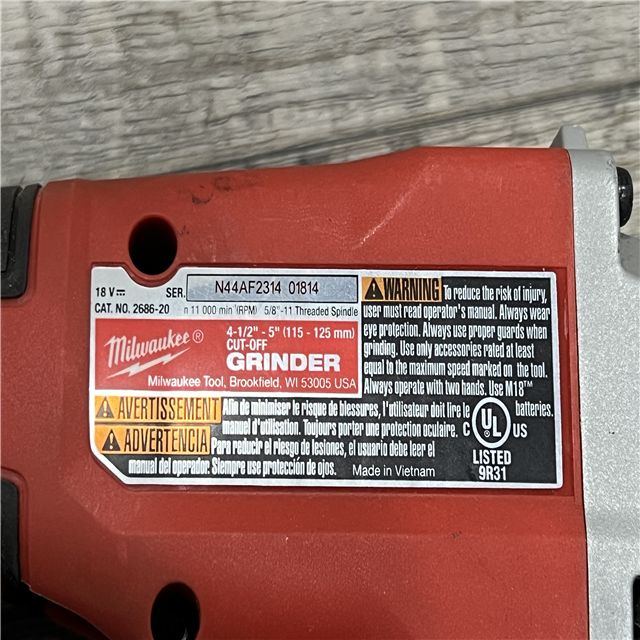 18 V⎓ SER. N44AF2314 01814
CAT. NO. 2686-20 n 11 000 min⁻¹(RPM) 5/8"-11 Threaded Spindle
Milwaukee®
4-1/2" - 5" (115 - 125 mm)
CUT-OFF
GRINDER
Milwaukee Tool, Brookfield, WI 53005 USA
WARNING To reduce the risk of injury,
user must read operator's manual. Always wear
eye protection. Always use proper guards when
grinding. Use only accessories rated at least
equal to the maximum speed marked on the tool.
Always operate with two hands. Use M18™
batteries.
AVERTISSEMENT Afin de minimiser le risque de blessures, l'utilisateur doit lire le
manuel d'utilisation. Toujours porter une protection oculaire.
ADVERTENCIA Para reducir el riesgo de lesiones, el usuario debe leer el
manual del operador. Siempre use protección de ojos.
Made in Vietnam
C UL US
LISTED
9R31